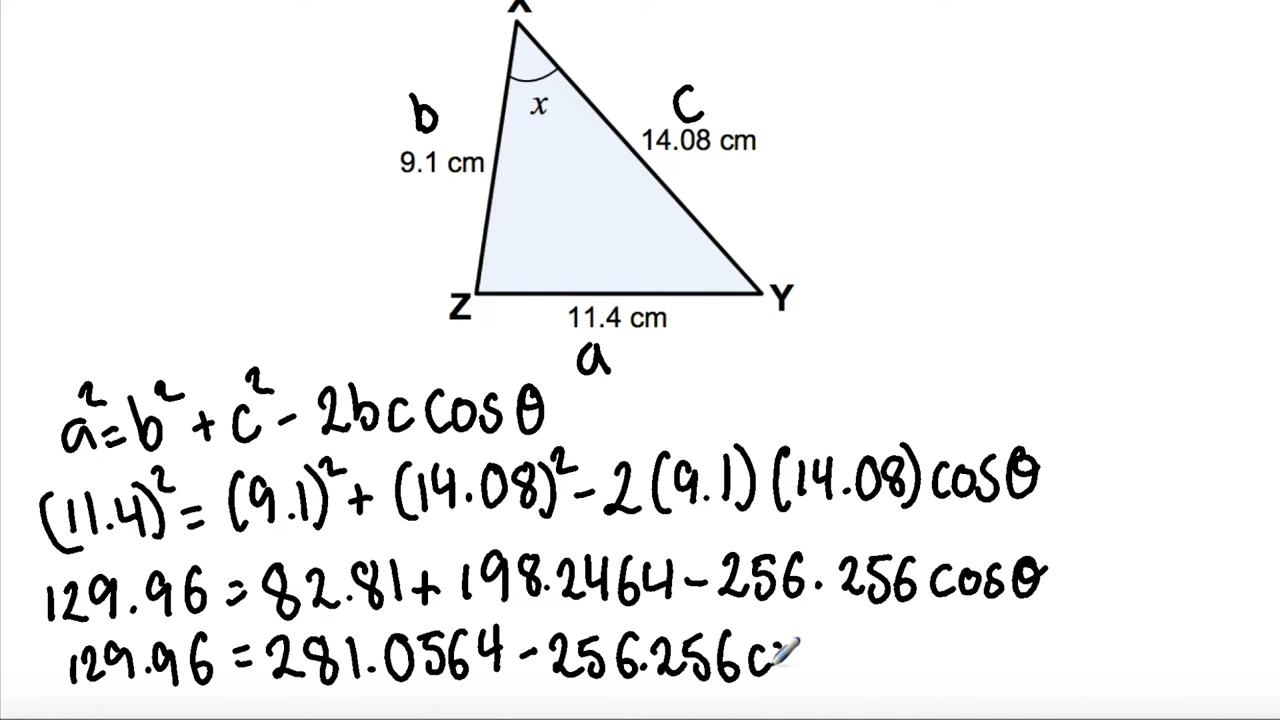 X
x
b
c
14.08 cm
9.1 cm
Z
Y
11.4 cm
a
a² = b² + c² - 2bc cos θ
(11.4)² = (9.1)² + (14.08)² - 2(9.1)(14.08) cos θ
129.96 = 82.81 + 198.2464 - 256.256 cos θ
129.96 = 281.0564 - 256.256 c